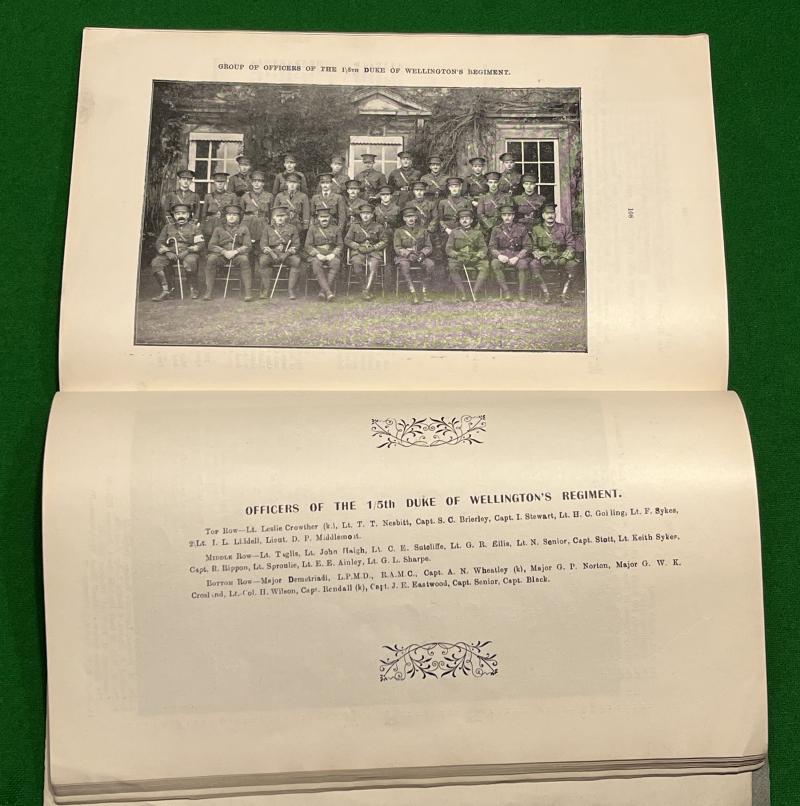 GROUP OF OFFICERS OF THE 1/5TH DUKE OF WELLINGTON'S REGIMENT.
108
OFFICERS OF THE 1/5th DUKE OF WELLINGTON'S REGIMENT.
TOP ROW—Lt. Leslie Crowther (k.), Lt. T. T. Nesbitt, Capt. S. C. Brierley, Capt. I. Stewart, Lt. H. C. Golding; Lt. F. Sykes,
2/Lt. J. L. Liddell, Lieut. D. P. Middlemost.
MIDDLE ROW—Lt. Lt. John Haigh, Lt. C. E. Sutcliffe, Lt. G. R. Ellis, Lt. N. Senior, Capt. Stott, Lt. Keith Sykes,
Capt. R. Rippon, Lt. Sproulle, Lt. E. E. Ainley, Lt. G. L. Sharpe.
BOTTOM ROW—Major Demetriadi, L.P.M.D., R.A.M.C., Capt. A. N. Wheatley (k), Major G. P. Norton, Major G. W. K.
Crosland, Lt.-Col. H. Wilson, Capt. Rendall (k), Capt. J. E. Eastwood, Capt. Senior, Capt. Black.